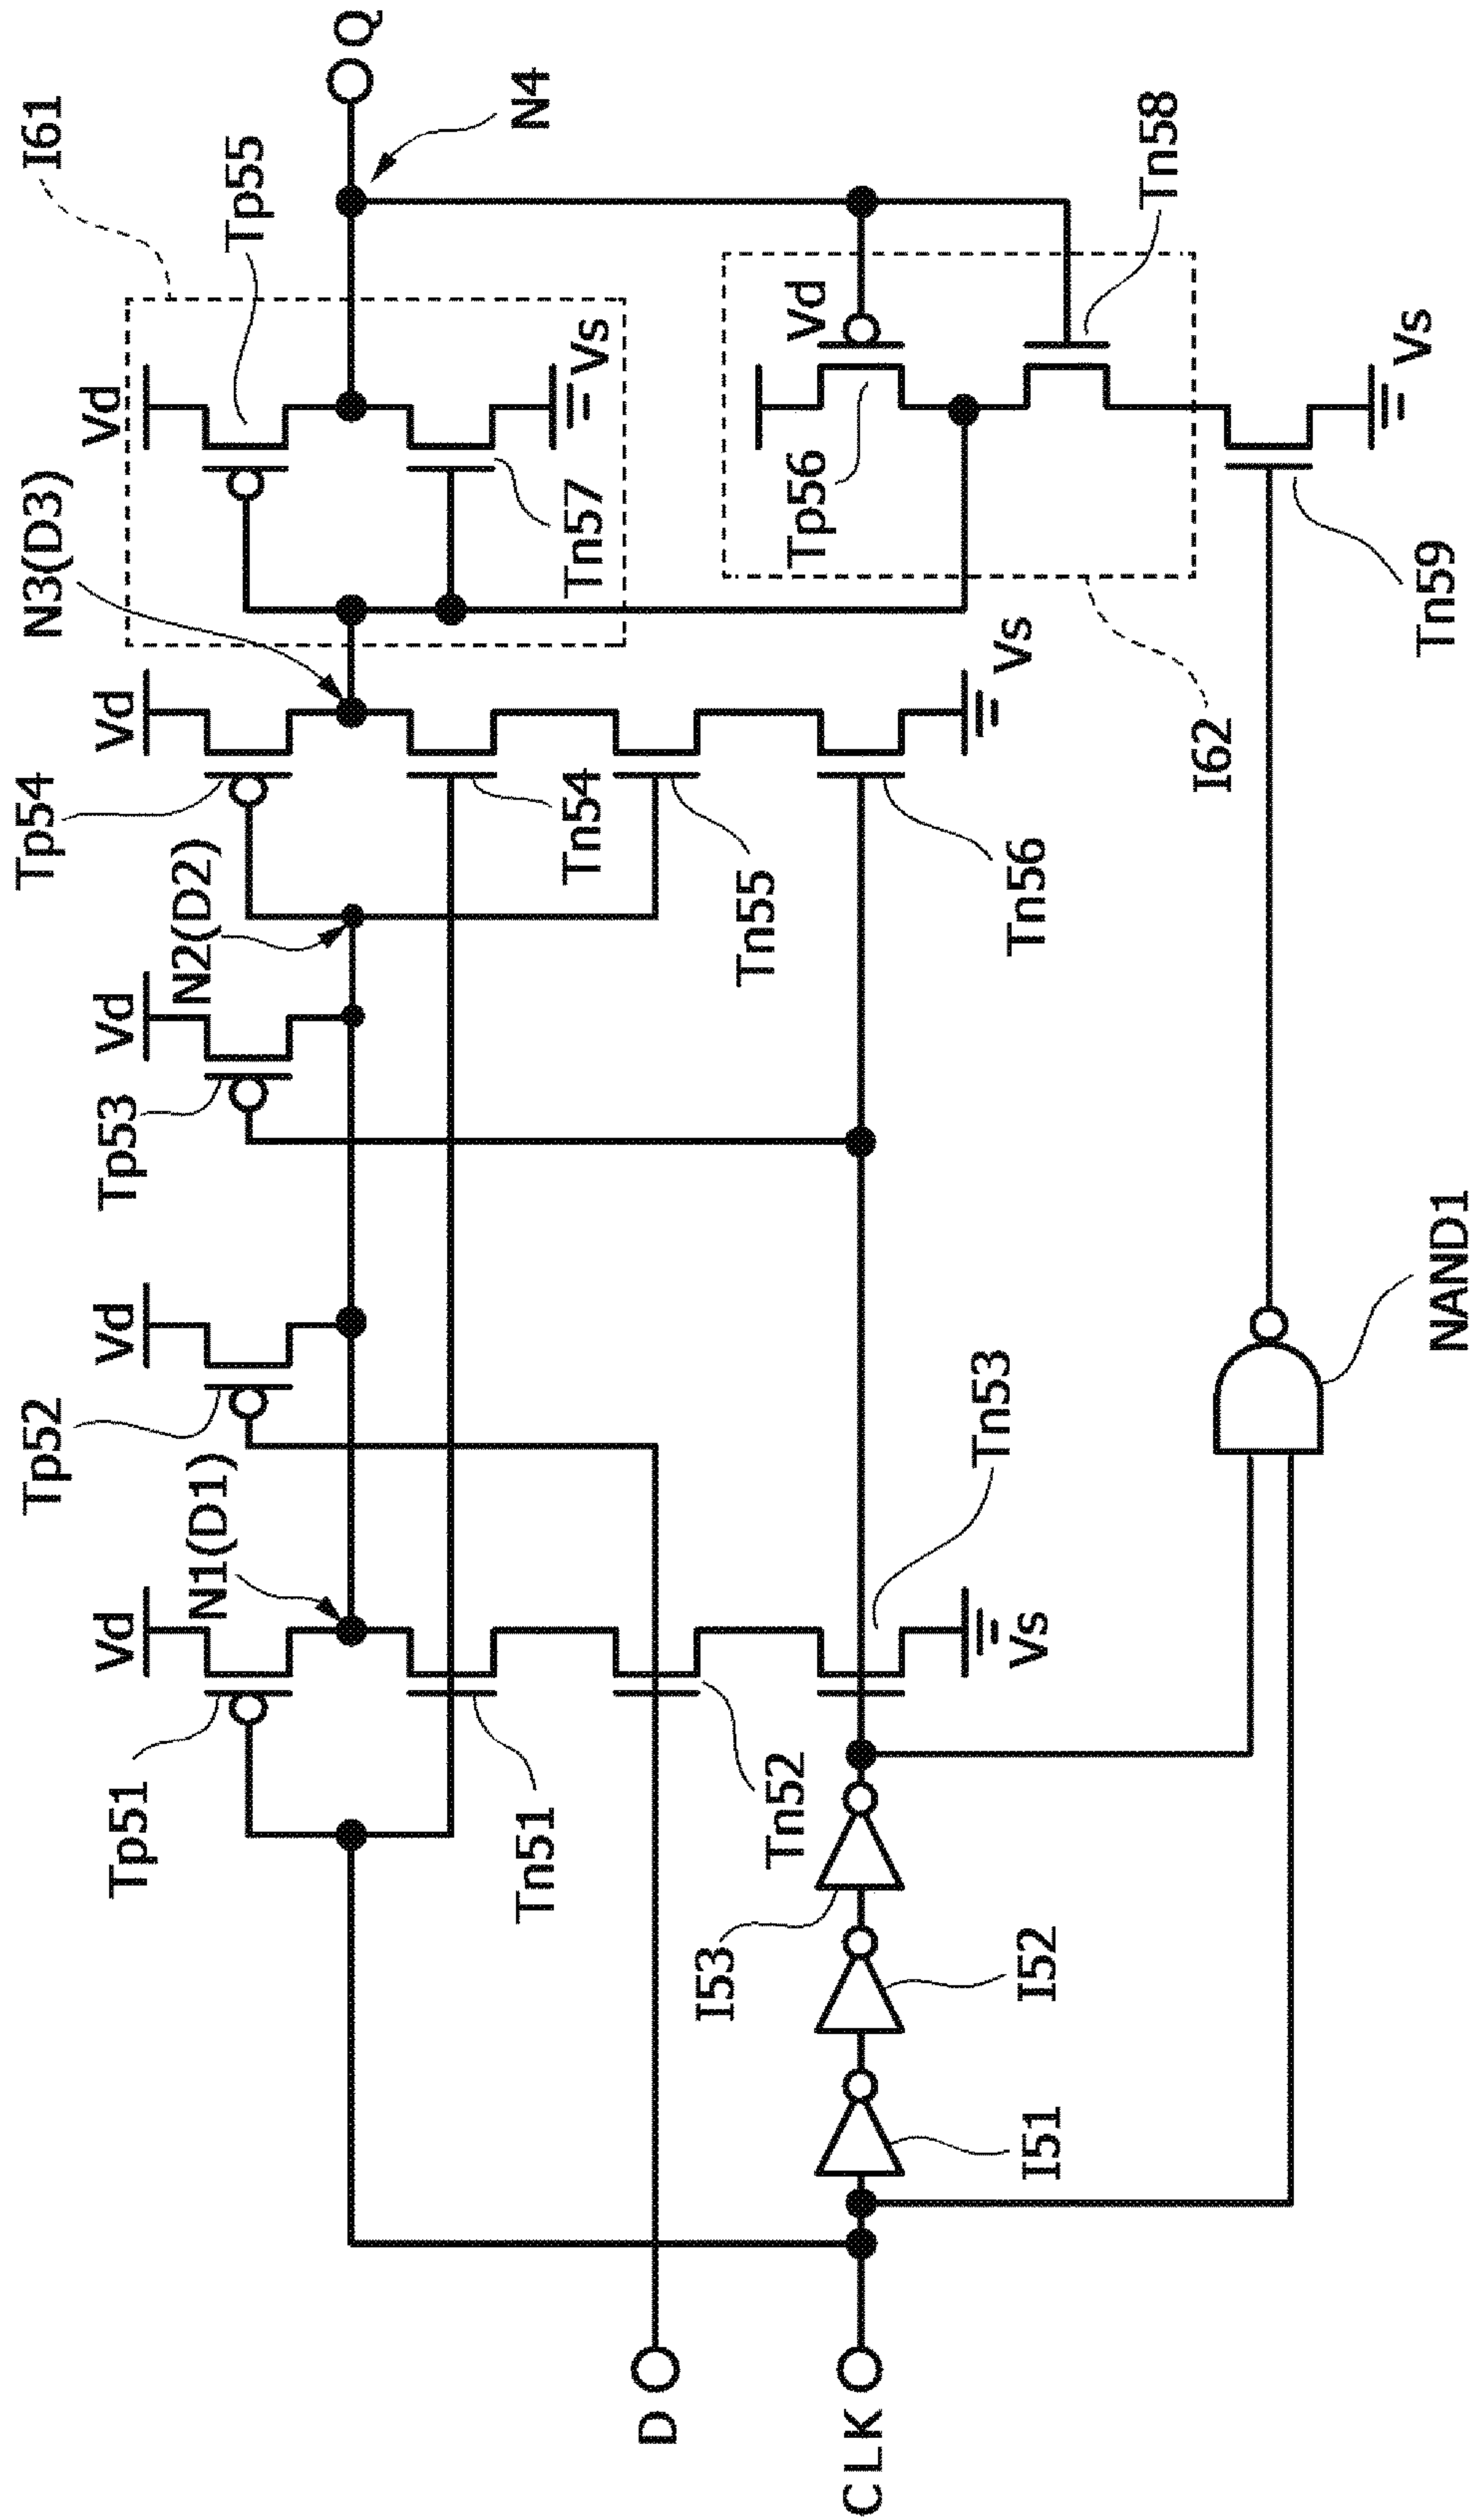 I61
Tp55
Vd
N3(D3)
Tp54
Vd
N2(D2)
Vd
Tp53
Vd
Tp52
N1(D1)
Vd
Tp51
Q
N4
Vs
Tn57
Tn54
Tn51
Vd
Tp56
Tn58
Vs
Tn55
Tn56
Tn53
Vs
Tn52
I53
I52
I51
D
CLK
Vs
Tn59
I62
NAND1